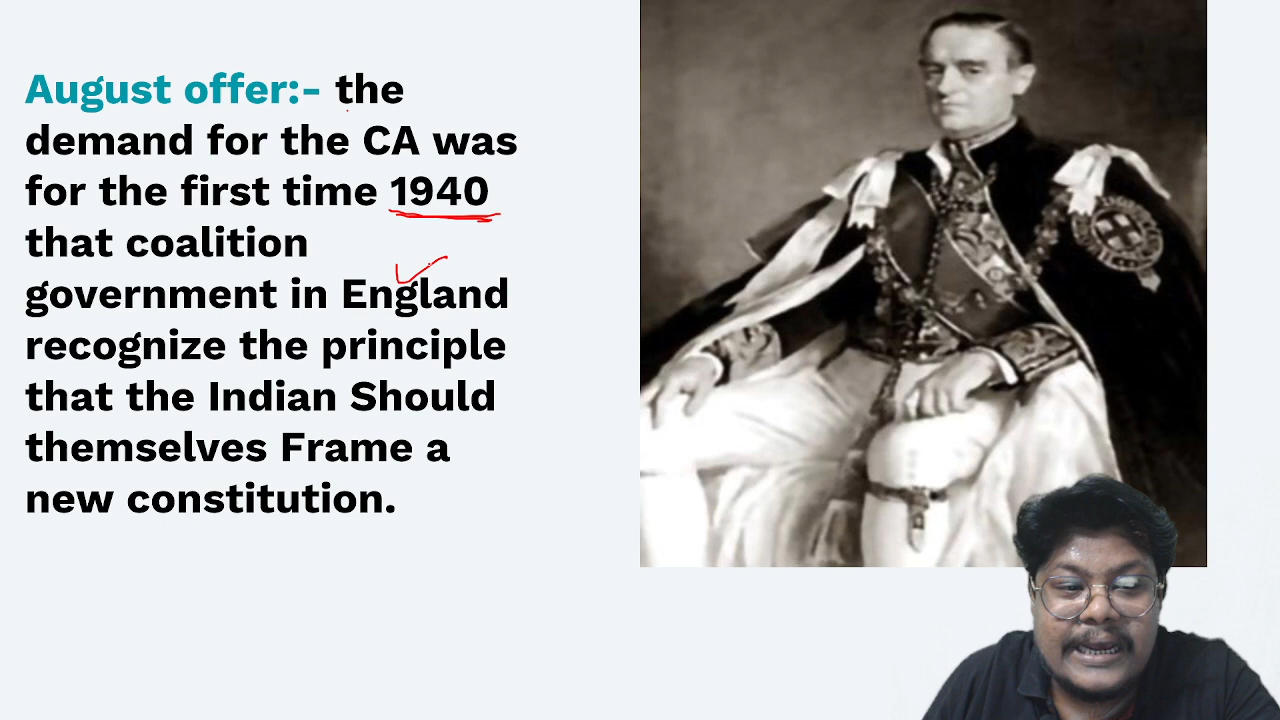 August offer:- the
demand for the CA was
for the first time 1940
that coalition
government in England
recognize the principle
that the Indian Should
themselves Frame a
new constitution.